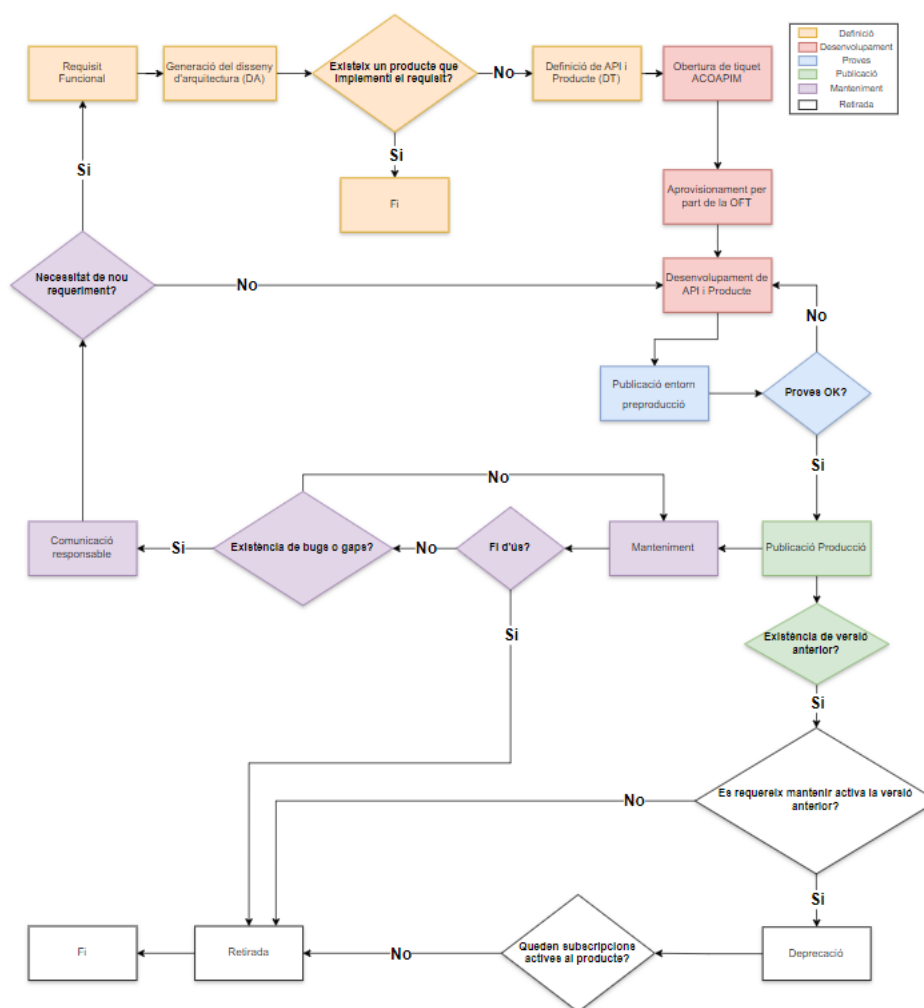 Requisit
Funcional
Generació del disseny
d'arquitectura (DA)
Existeix un producte que
implementi el requisit?
No
Definició de API i
Producte (DT)
Obertura de tiquet
ACOAPIM
Definició
Desenvolupament
Proves
Publicació
Manteniment
Retirada
Si
Si
Fi
Aprovisionament per
part de la OFT
Necessitat de nou
requeriment?
No
Desenvolupament de
API i Producte
No
Publicació entorn
preproducció
Proves OK?
Si
No
Comunicació
responsable
Si
Existència de bugs o gaps?
No
Fi d'ús?
Manteniment
Publicació Producció
Si
Existència de versió
anterior?
Si
Es requereix mantenir activa la versió
anterior?
No
Si
Fi
Retirada
No
Queden subscripcions
actives al producte?
Deprecació